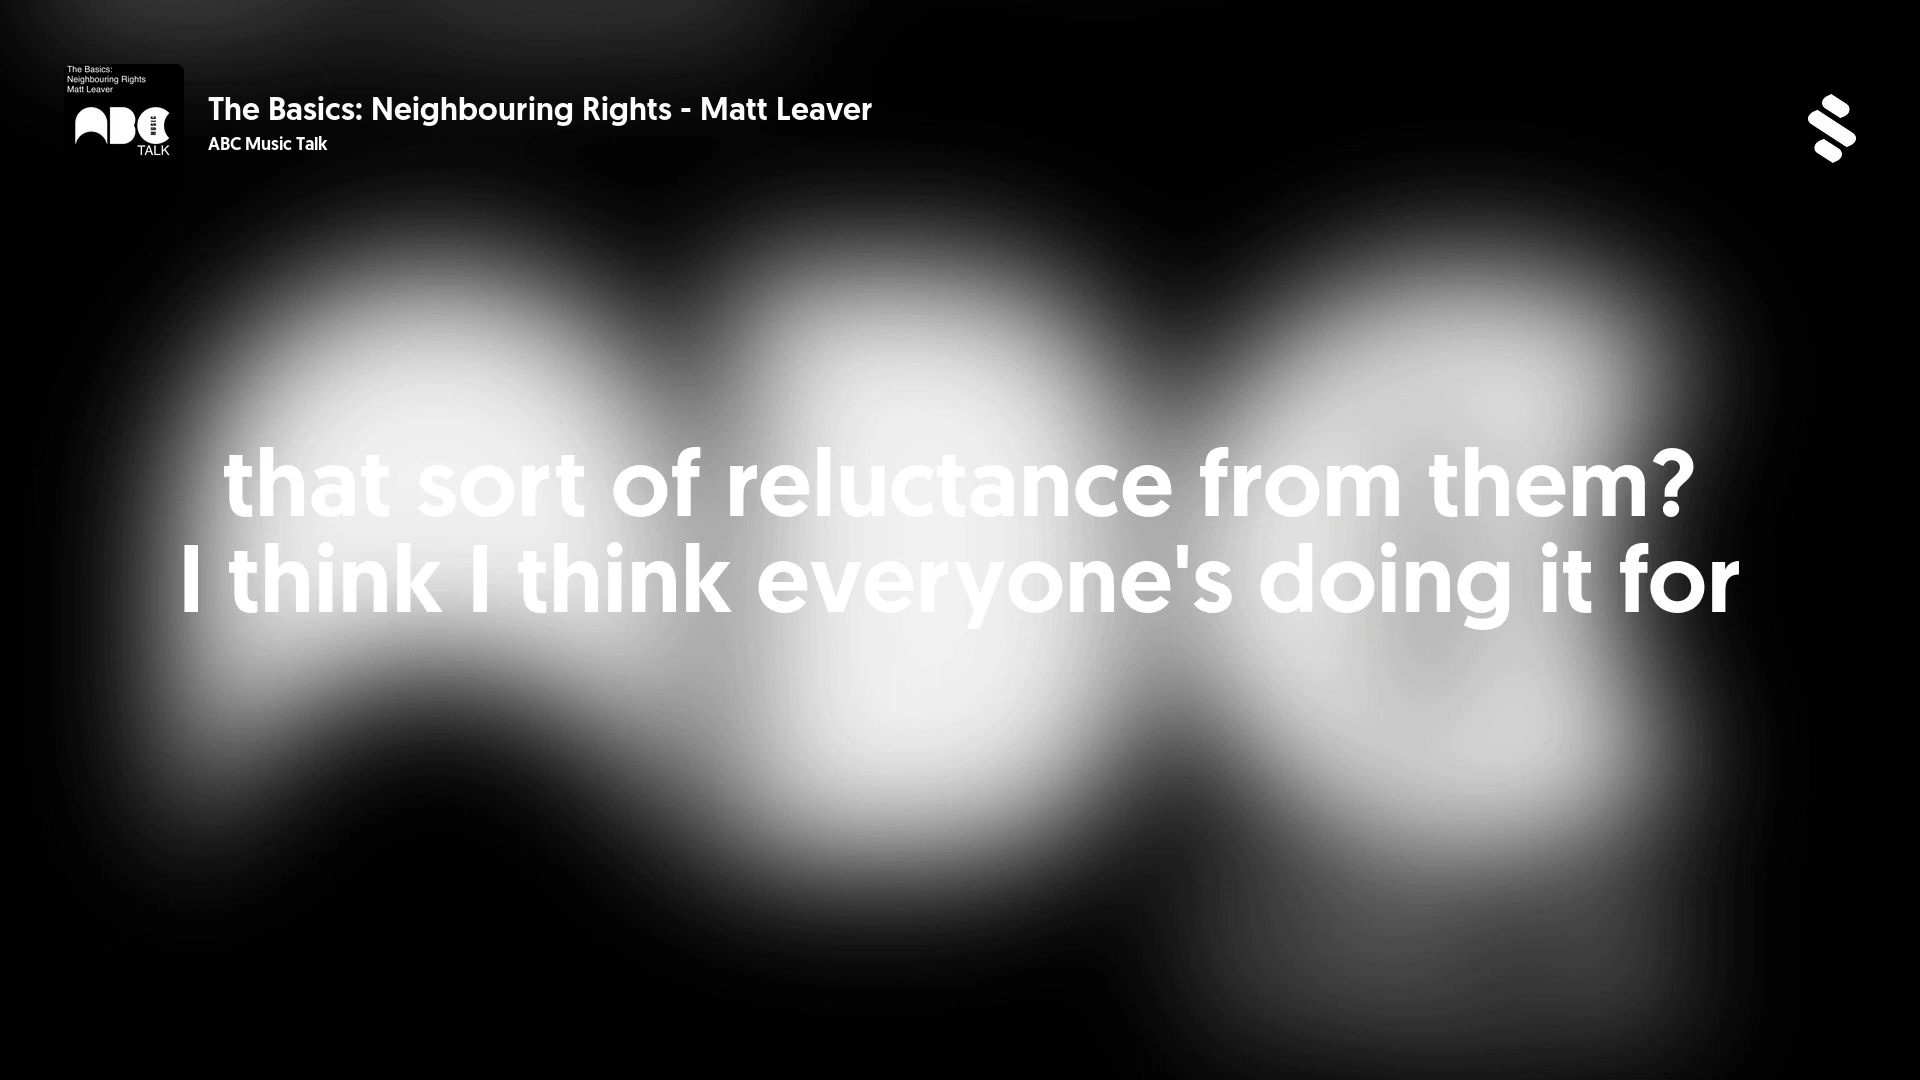 The Basics:
Neighbouring Rights
Matt Leaver
ABC MUSIC
TALK
The Basics: Neighbouring Rights - Matt Leaver
ABC Music Talk
that sort of reluctance from them?
I think I think everyone's doing it for